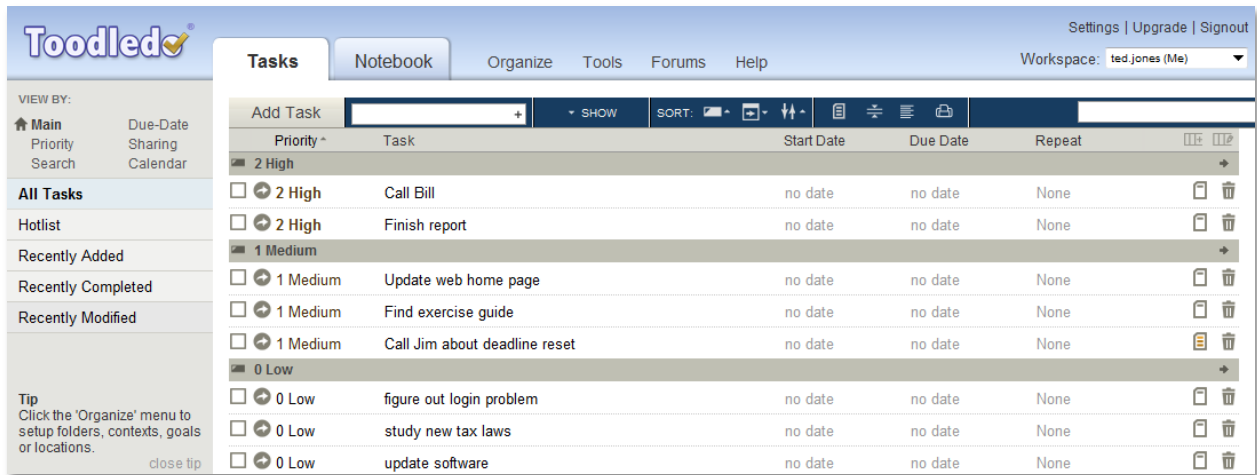 Toodledo
Settings | Upgrade | Signout
Tasks Notebook Organize Tools Forums Help
Workspace: ted.jones (Me)
VIEW BY:
Main Due-Date
Priority Sharing
Search Calendar
All Tasks
Hotlist
Recently Added
Recently Completed
Recently Modified
Tip
Click the 'Organize' menu to
setup folders, contexts, goals
or locations.
close tip
Add Task + SHOW SORT:
Priority Task Start Date Due Date Repeat
2 High
2 High Call Bill no date no date None
2 High Finish report no date no date None
1 Medium
1 Medium Update web home page no date no date None
1 Medium Find exercise guide no date no date None
1 Medium Call Jim about deadline reset no date no date None
0 Low
0 Low figure out login problem no date no date None
0 Low study new tax laws no date no date None
0 Low update software no date no date None